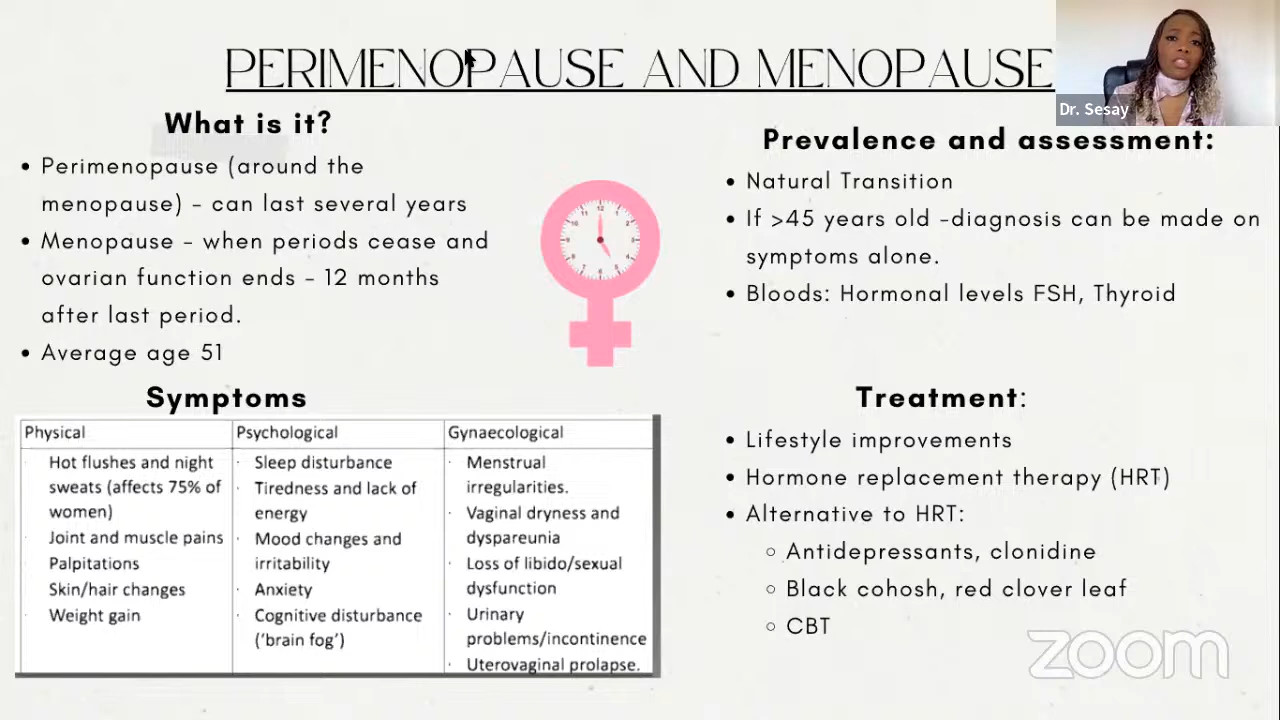 PERIMENOPAUSE AND MENOPAUSE
Dr. Sesay
What is it?
• Perimenopause (around the
menopause) – can last several years
• Menopause – when periods cease and
ovarian function ends – 12 months
after last period.
• Average age 51
12
Prevalence and assessment:
• Natural Transition
• If >45 years old -diagnosis can be made on
symptoms alone.
• Bloods: Hormonal levels FSH, Thyroid
Symptoms
Physical
· Hot flushes and night
sweats (affects 75% of
women)
· Joint and muscle pains
· Palpitations
· Skin/hair changes
· Weight gain
Psychological
· Sleep disturbance
· Tiredness and lack of
energy
· Mood changes and
irritability
· Anxiety
· Cognitive disturbance
('brain fog')
Gynaecological
· Menstrual
irregularities.
· Vaginal dryness and
dyspareunia
· Loss of libido/sexual
dysfunction
· Urinary
problems/incontinence
· Uterovaginal prolapse.
Treatment:
• Lifestyle improvements
• Hormone replacement therapy (HRT)
• Alternative to HRT:
○ Antidepressants, clonidine
○ Black cohosh, red clover leaf
○ CBT
zoom